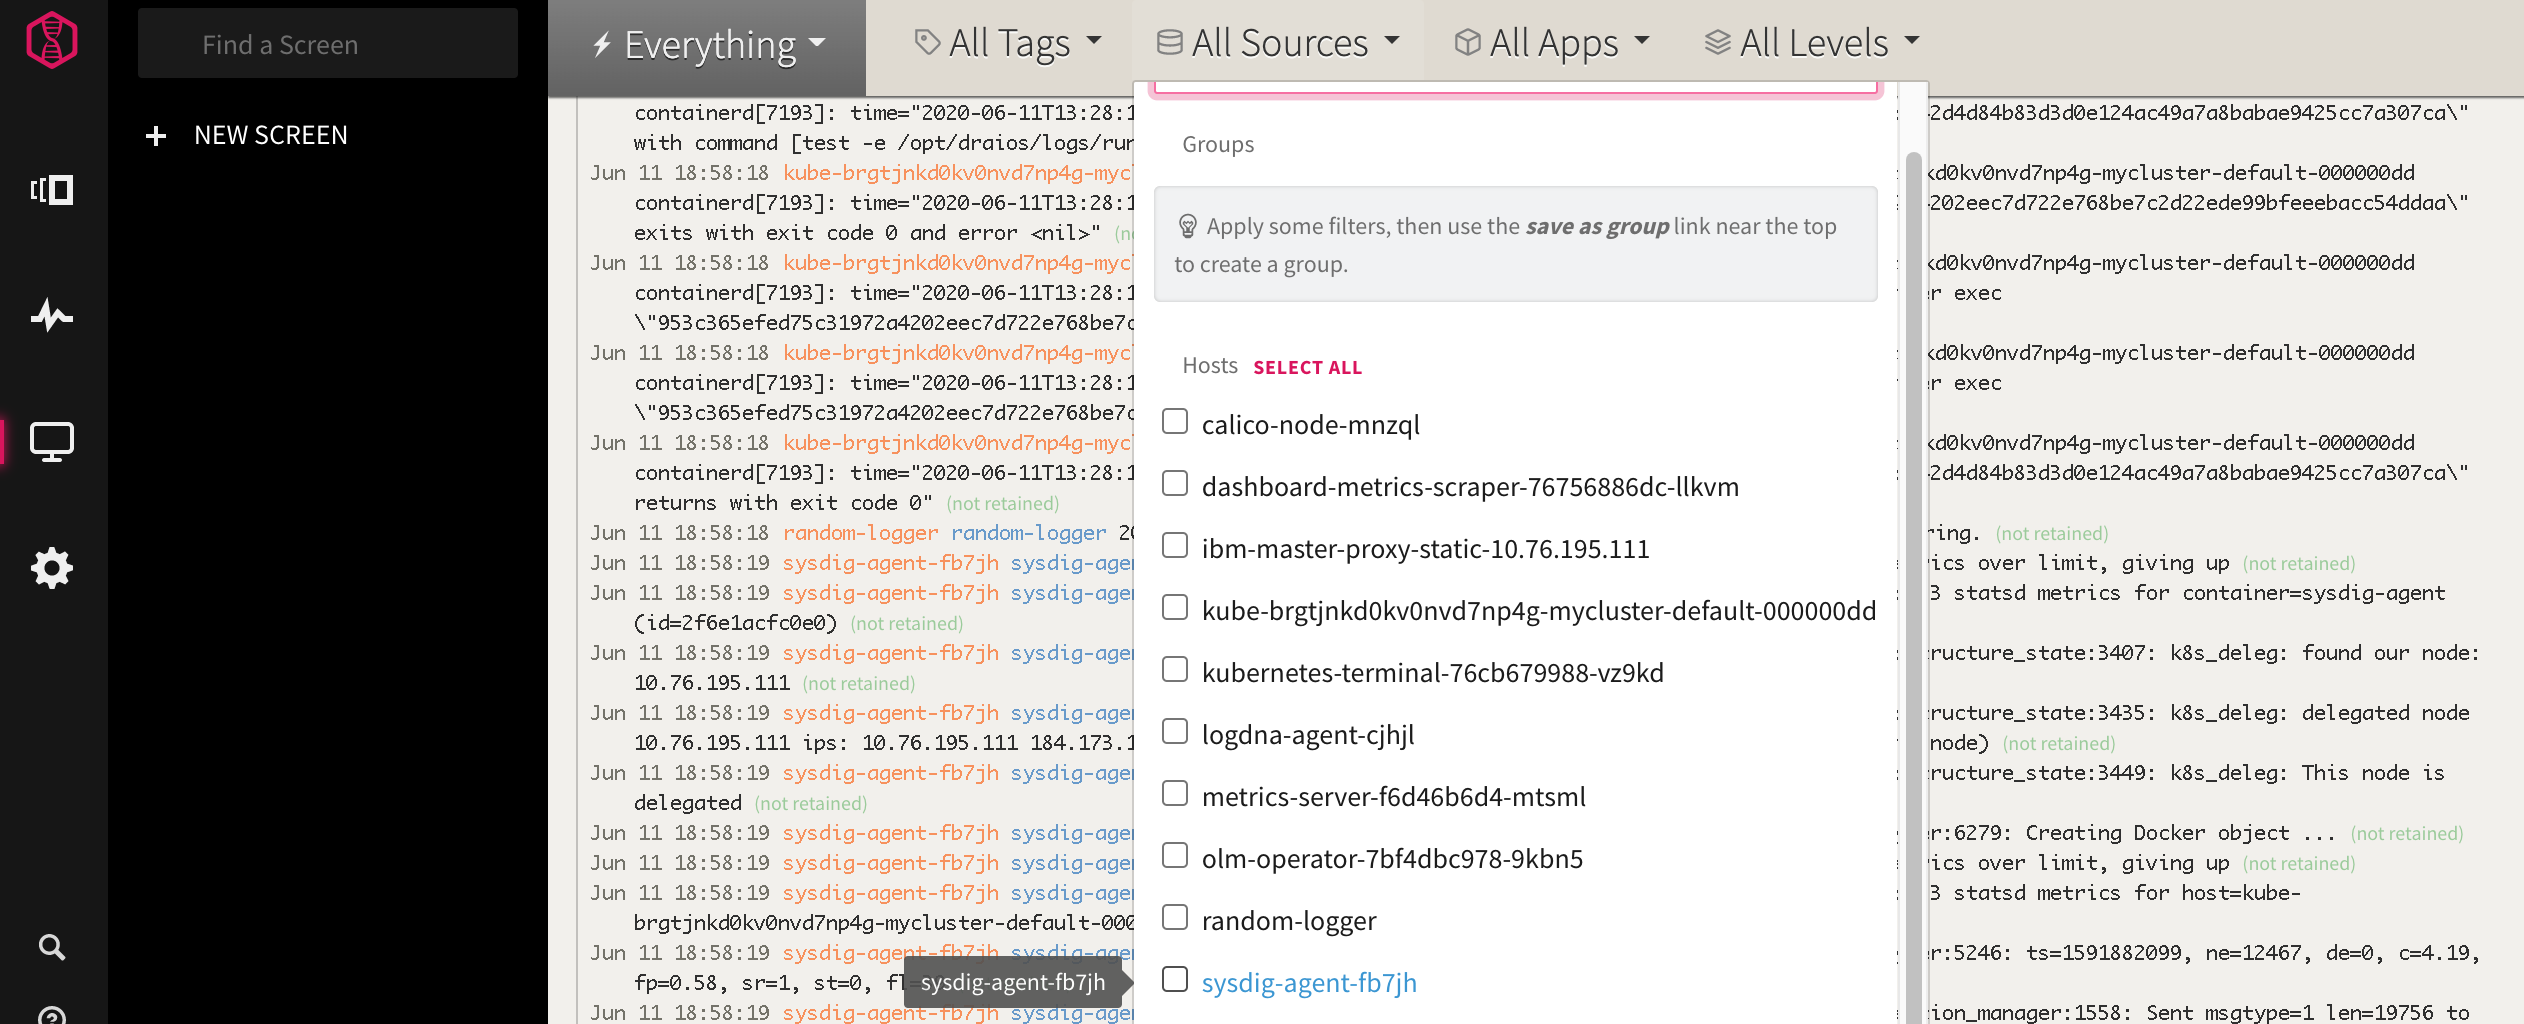 Find a Screen
+ NEW SCREEN
Everything
All Tags
All Sources
All Apps
All Levels
containerd[7193]: time="2020-06-11T13:28:1
with command [test -e /opt/draios/logs/run
Jun 11 18:58:18 kube-brgtjnkd0kv0nvd7np4g-myc
containerd[7193]: time="2020-06-11T13:28:1
exits with exit code 0 and error <nil>"
Jun 11 18:58:18 kube-brgtjnkd0kv0nvd7np4g-myc
containerd[7193]: time="2020-06-11T13:28:1
\"953c365efed75c31972a4202eec7d722e768be7c
Jun 11 18:58:18 kube-brgtjnkd0kv0nvd7np4g-myc
containerd[7193]: time="2020-06-11T13:28:1
\"953c365efed75c31972a4202eec7d722e768be7c
Jun 11 18:58:18 kube-brgtjnkd0kv0nvd7np4g-myc
containerd[7193]: time="2020-06-11T13:28:1
returns with exit code 0" (not retained)
Jun 11 18:58:18 random-logger random-logger 20
Jun 11 18:58:19 sysdig-agent-fb7jh sysdig-age
Jun 11 18:58:19 sysdig-agent-fb7jh sysdig-age
(id=2f6e1acfc0e0) (not retained)
Jun 11 18:58:19 sysdig-agent-fb7jh sysdig-age
10.76.195.111 (not retained)
Jun 11 18:58:19 sysdig-agent-fb7jh sysdig-age
10.76.195.111 ips: 10.76.195.111 184.173.1
Jun 11 18:58:19 sysdig-agent-fb7jh sysdig-age
delegated (not retained)
Jun 11 18:58:19 sysdig-agent-fb7jh sysdig-age
Jun 11 18:58:19 sysdig-agent-fb7jh sysdig-age
Jun 11 18:58:19 sysdig-agent-fb7jh sysdig-age
brgtjnkd0kv0nvd7np4g-mycluster-default-000
Jun 11 18:58:19 sysdig-agent-fb7jh sysdig-age
fp=0.58, sr=1, st=0,
sysdig-agent-fb7jh
Jun 11 18:58:19 sysdig-agent-fb7jh sysdig-age
Groups
Apply some filters, then use the save as group link near the top
to create a group.
Hosts SELECT ALL
calico-node-mnzql
dashboard-metrics-scraper-76756886dc-llkvm
ibm-master-proxy-static-10.76.195.111
kube-brgtjnkd0kv0nvd7np4g-mycluster-default-000000dd
kubernetes-terminal-76cb679988-vz9kd
logdna-agent-cjhjl
metrics-server-f6d46b6d4-mtsml
olm-operator-7bf4dbc978-9kbn5
random-logger
sysdig-agent-fb7jh
2d4d84b83d3d0e124ac49a7a8babae9425cc7a307ca\"
kd0kv0nvd7np4g-mycluster-default-000000dd
202eec7d722e768be7c2d22ede99bfeeebacc54ddaa\"
kd0kv0nvd7np4g-mycluster-default-000000dd
r exec
kd0kv0nvd7np4g-mycluster-default-000000dd
r exec
kd0kv0nvd7np4g-mycluster-default-000000dd
2d4d84b83d3d0e124ac49a7a8babae9425cc7a307ca\"
ring. (not retained)
ics over limit, giving up (not retained)
3 statsd metrics for container=sysdig-agent
ructure_state:3407: k8s_deleg: found our node:
ructure_state:3435: k8s_deleg: delegated node
node) (not retained)
ructure_state:3449: k8s_deleg: This node is
er:6279: Creating Docker object ... (not retained)
ics over limit, giving up (not retained)
3 statsd metrics for host=kube-
er:5246: ts=1591882099, ne=12467, de=0, c=4.19,
ion_manager:1558: Sent msgtype=1 len=19756 to